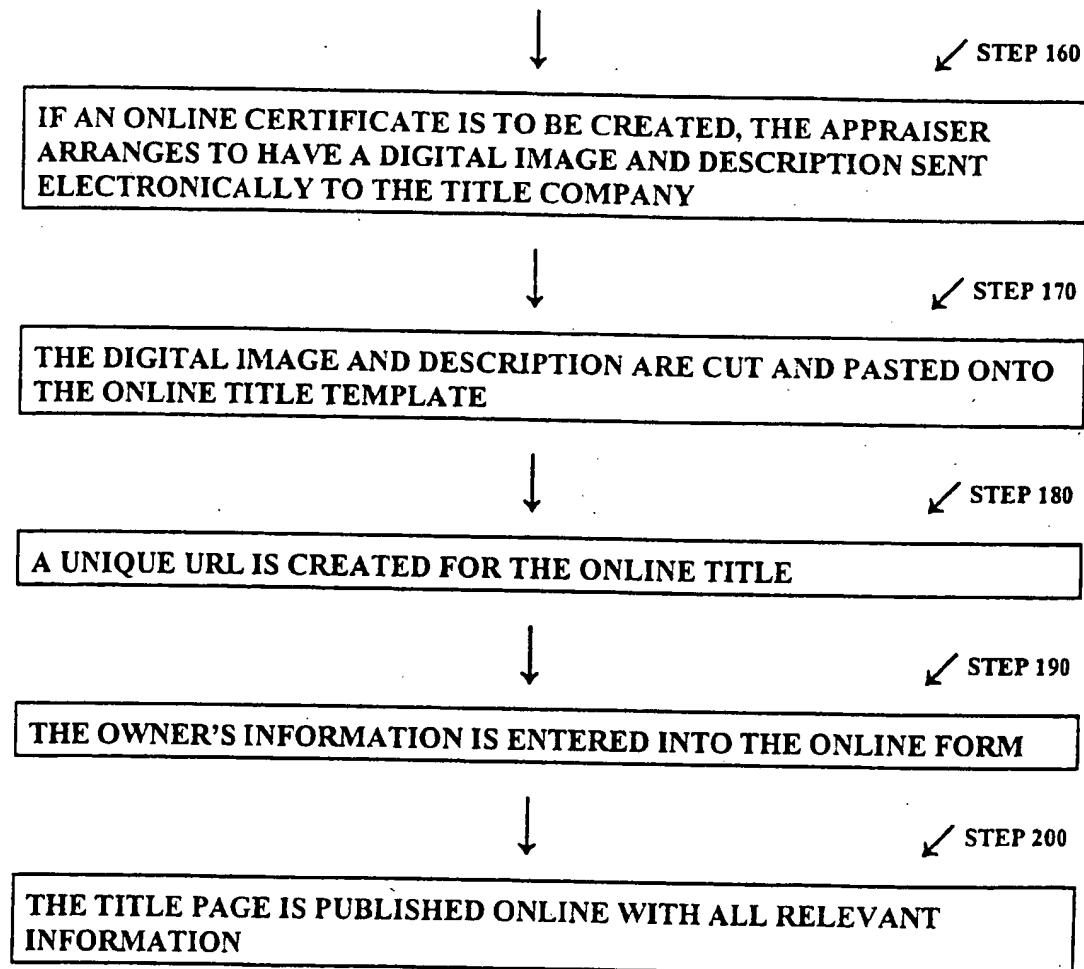 STEP 160
IF AN ONLINE CERTIFICATE IS TO BE CREATED, THE APPRAISER
ARRANGES TO HAVE A DIGITAL IMAGE AND DESCRIPTION SENT
ELECTRONICALLY TO THE TITLE COMPANY
STEP 170
THE DIGITAL IMAGE AND DESCRIPTION ARE CUT AND PASTED ONTO
THE ONLINE TITLE TEMPLATE
STEP 180
A UNIQUE URL IS CREATED FOR THE ONLINE TITLE
STEP 190
THE OWNER'S INFORMATION IS ENTERED INTO THE ONLINE FORM
STEP 200
THE TITLE PAGE IS PUBLISHED ONLINE WITH ALL RELEVANT
INFORMATION